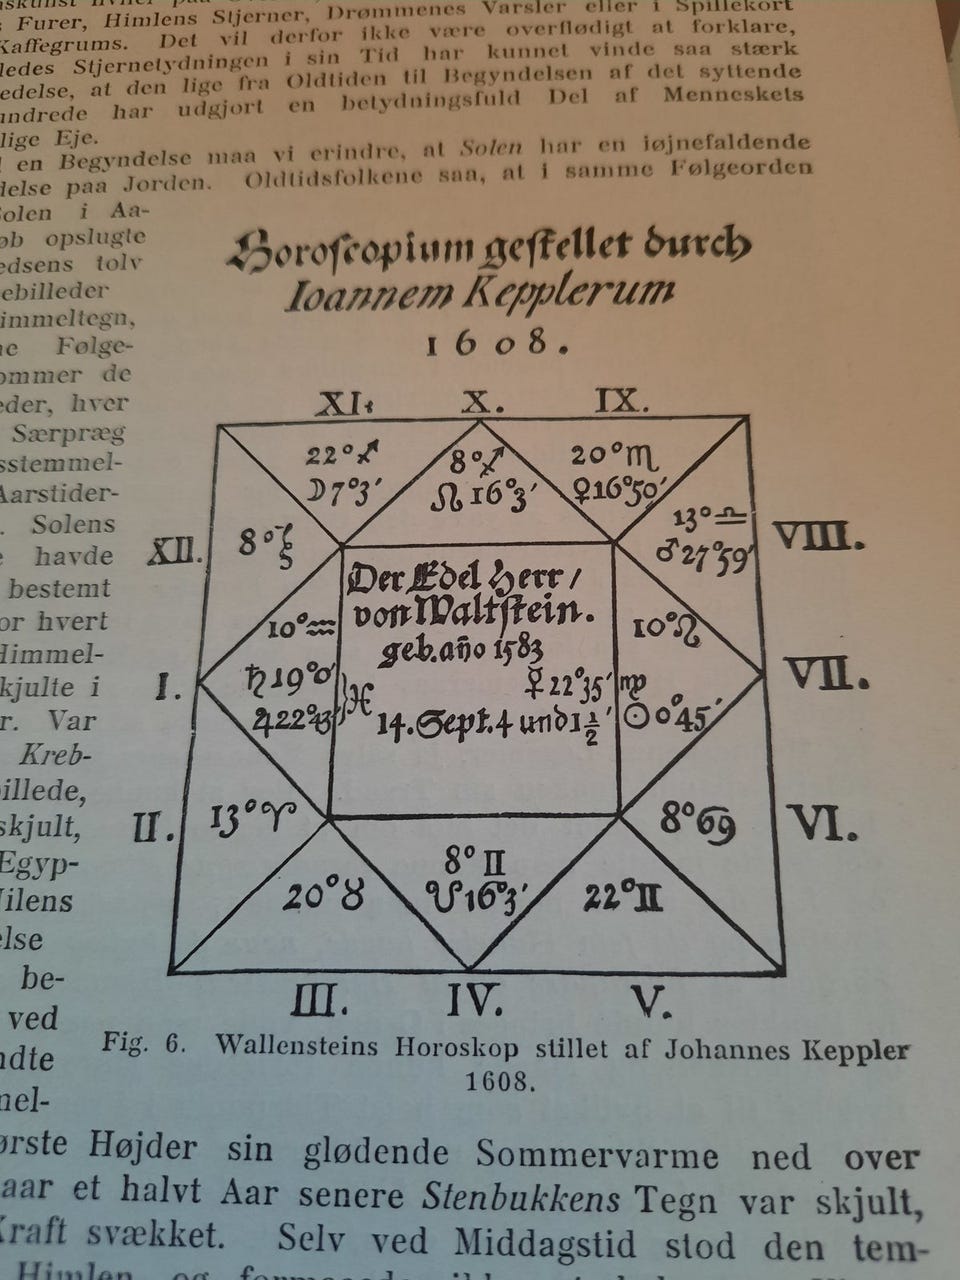 Furer, Himlens Stjerner, Drømmenes Varsler eller i Spillekort
Kaffegrums. Det vil derfor ikke være overflødigt at forklare,
ledes Stjernetydningen i sin Tid har kunnet vinde saa stærk
edelse, at den lige fra Oldtiden til Begyndelsen af det syttende
undrede har udgjort en betydningsfuld Del af Menneskets
lige Eje.
en Begyndelse maa vi erindre, at Solen har en iøjnefaldende
delse paa Jorden. Oldtidsfolkene saa, at i samme Følgeorden
Solen i Aa-
ob opslugte
edsens tolv
ebilleder
immeltegn,
ne Følge-
ommer de
eder, hver
Særpræg
sstemmel-
Aarstider-
. Solens
e havde
bestemt
or hvert
Himmel-
kjulte i
r. Var
Kreb-
billede,
skjult,
Egyp-
Nilens
else
be-
ved
ndte
mel-
Horoscopium gestellet durch
Ioannem Kepplerum
1608.
XI. X. IX.
22°♐ 8°♐ 20°♏
☽7°3′ ☊16°3′ ♀16°50′
13°♎
♂27°59′
XII. 8°♑ VIII.
Der Edel Herr/
von Waltstein.
geb. año 1583
10°♒ 10°♌
I. ♄19°0′ ☿22°35′ ♍ VII.
♃22°43′ ♓ 14. Sept. 4 und 1½′ ☉0°45′
II. 13°♈ 8°♋ VI.
8°♊
20°♉ ☋16°3′ 22°♊
III. IV. V.
Fig. 6. Wallensteins Horoskop stillet af Johannes Keppler
1608.
ørste Højder sin glødende Sommervarme ned over
aar et halvt Aar senere Stenbukkens Tegn var skjult,
Kraft svækket. Selv ved Middagstid stod den tem-
Himlen og formaaede ikke